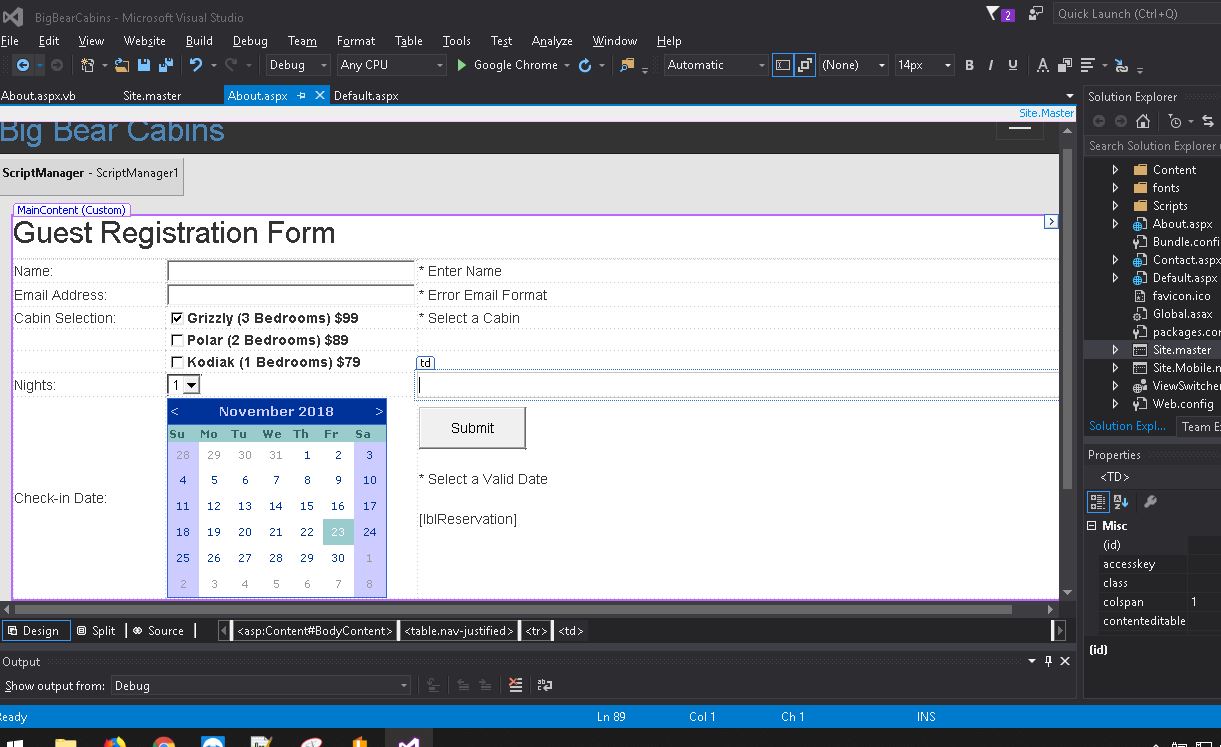 BigBearCabins - Microsoft Visual Studio
2
Quick Launch (Ctrl+Q)
File Edit View Website Build Debug Team Format Table Tools Test Analyze Window Help
Debug Any CPU Google Chrome Automatic (None) 14px B I U A
About.aspx.vb Site.master About.aspx Default.aspx
Site.Master
Big Bear Cabins
ScriptManager - ScriptManager1
MainContent (Custom)
Guest Registration Form
Name: * Enter Name
Email Address: * Error Email Format
Cabin Selection: Grizzly (3 Bedrooms) $99 * Select a Cabin
Polar (2 Bedrooms) $89
Kodiak (1 Bedrooms) $79
td
Nights: 1
< November 2018 >
Submit
Su Mo Tu We Th Fr Sa
28 29 30 31 1 2 3
4 5 6 7 8 9 10
* Select a Valid Date
Check-in Date:
11 12 13 14 15 16 17
[lblReservation]
18 19 20 21 22 23 24
25 26 27 28 29 30 1
2 3 4 5 6 7 8
Design Split Source <asp:Content#BodyContent> <table.nav-justified> <tr> <td>
Output
Show output from: Debug
Ready Ln 89 Col 1 Ch 1 INS
Solution Explorer
Search Solution Explorer
Content
fonts
Scripts
About.aspx
Bundle.confi
Contact.aspx
Default.aspx
favicon.ico
Global.asax
packages.con
Site.master
Site.Mobile.m
ViewSwitcher
Web.config
Solution Expl... Team E
Properties
<TD>
Misc
(id)
accesskey
class
colspan 1
contenteditable
(id)